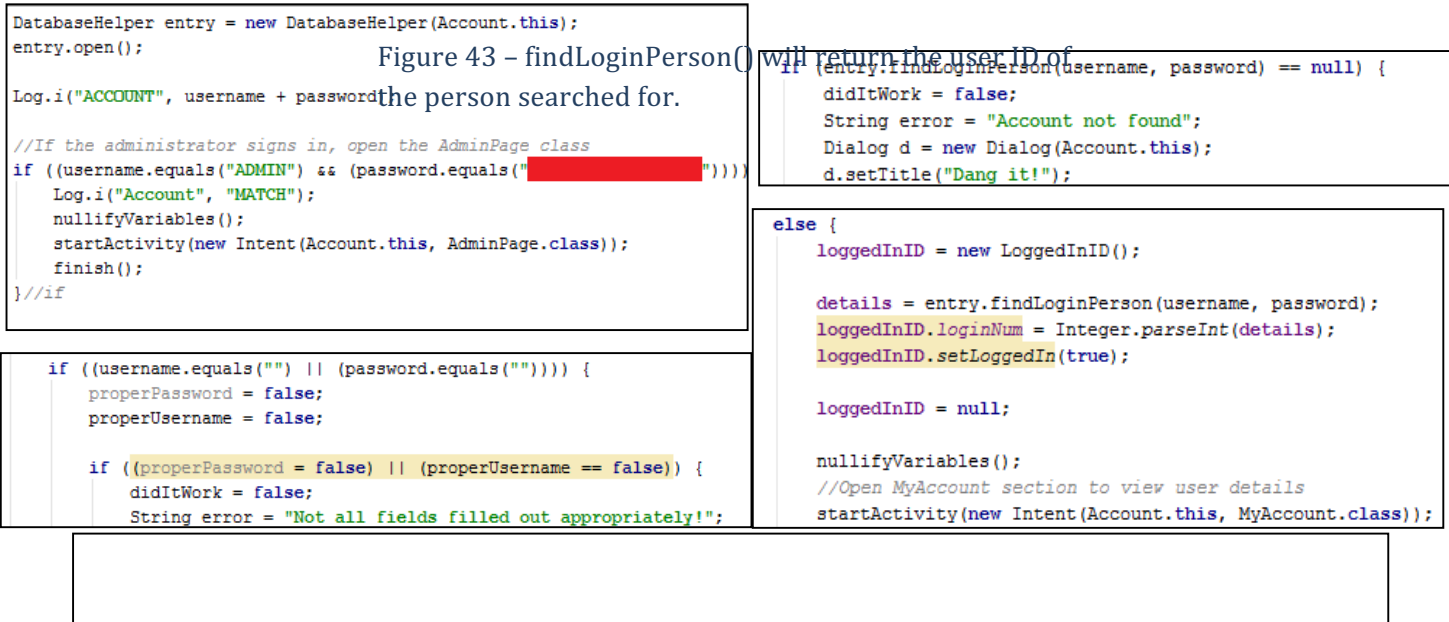 DatabaseHelper entry = new DatabaseHelper(Account.this);
entry.open();
Log.i("ACCOUNT", username + password
//If the administrator signs in, open the AdminPage class
if ((username.equals("ADMIN") && (password.equals(" "))))
Log.i("Account", "MATCH");
nullifyVariables();
startActivity(new Intent(Account.this, AdminPage.class));
finish();
}//if
Figure 43 – findLoginPerson() will return the user ID of
the person searched for.
if (entry.findLoginPerson(username, password) == null) {
didItWork = false;
String error = "Account not found";
Dialog d = new Dialog(Account.this);
d.setTitle("Dang it!");
if ((username.equals("") || (password.equals("")))) {
properPassword = false;
properUsername = false;
if ((properPassword = false) || (properUsername == false)) {
didItWork = false;
String error = "Not all fields filled out appropriately!";
else {
loggedInID = new LoggedInID();
details = entry.findLoginPerson(username, password);
loggedInID.loginNum = Integer.parseInt(details);
loggedInID.setLoggedIn(true);
loggedInID = null;
nullifyVariables();
//Open MyAccount section to view user details
startActivity(new Intent(Account.this, MyAccount.class));